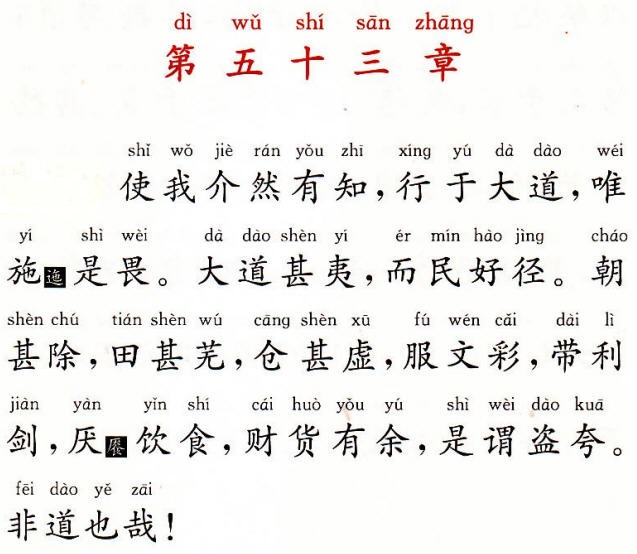 dì wǔ shí sān zhāng
第五十三章
shǐ wǒ jiè rán yǒu zhī xíng yú dà dào wéi
使我介然有知，行于大道，唯
yí shì wèi dà dào shèn yí ér mín hào jìng cháo
施迤是畏。大道甚夷，而民好径。朝
shèn chú tián shèn wú cāng shèn xū fú wén cǎi dài lì
甚除，田甚芜，仓甚虚，服文彩，带利
jiàn yàn yǐn shí cái huò yǒu yú shì wèi dào kuā
剑，厌餍饮食，财货有余，是谓盗夸。
fēi dào yě zāi
非道也哉！